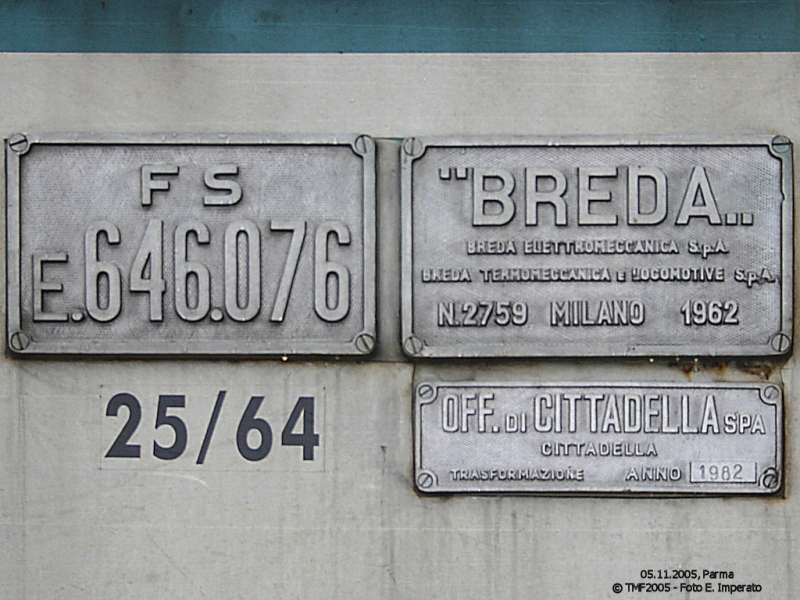 FS
E.646.076
25/64
"BREDA"
BREDA ELETTROMECCANICA S.p.A.
BREDA TERMOMECCANICA E LOCOMOTIVE S.p.A.
N.2759 MILANO 1962
OFF. DI CITTADELLA SPA
CITTADELLA
TRASFORMAZIONE ANNO 1982
05.11.2005, Parma
© TMF2005 - Foto E. Imperato